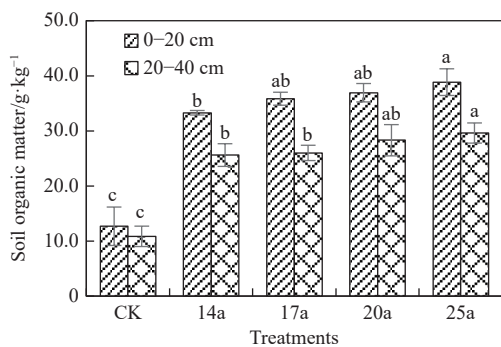 50.0
0−20 cm
20−40 cm
40.0
30.0
20.0
10.0
0.0
Soil organic matter/g·kg⁻¹
c
c
b
b
ab
b
ab
ab
a
a
CK
14a
17a
20a
25a
Treatments